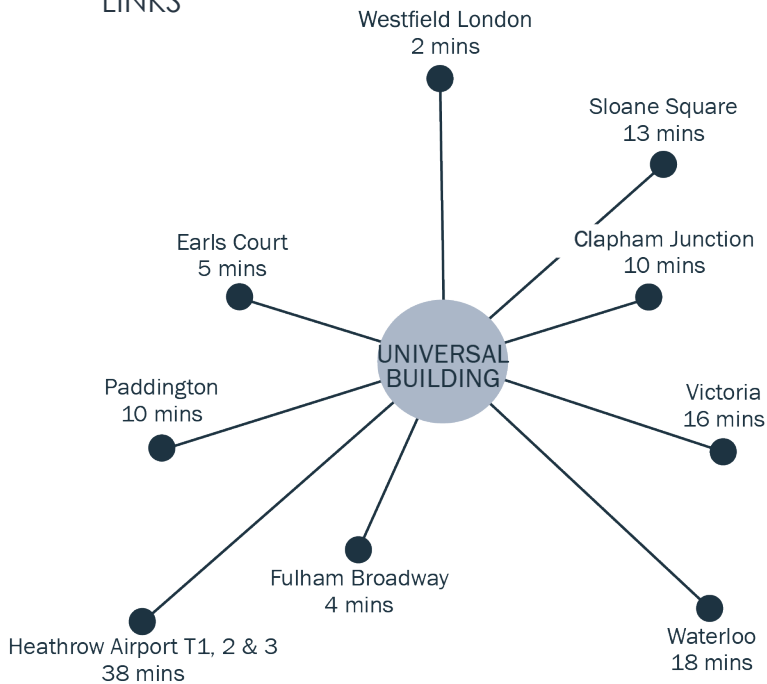 LINKS
Westfield London
2 mins
Sloane Square
13 mins
Clapham Junction
10 mins
Earls Court
5 mins
UNIVERSAL
BUILDING
Paddington
10 mins
Victoria
16 mins
Fulham Broadway
4 mins
Heathrow Airport T1, 2 & 3
38 mins
Waterloo
18 mins